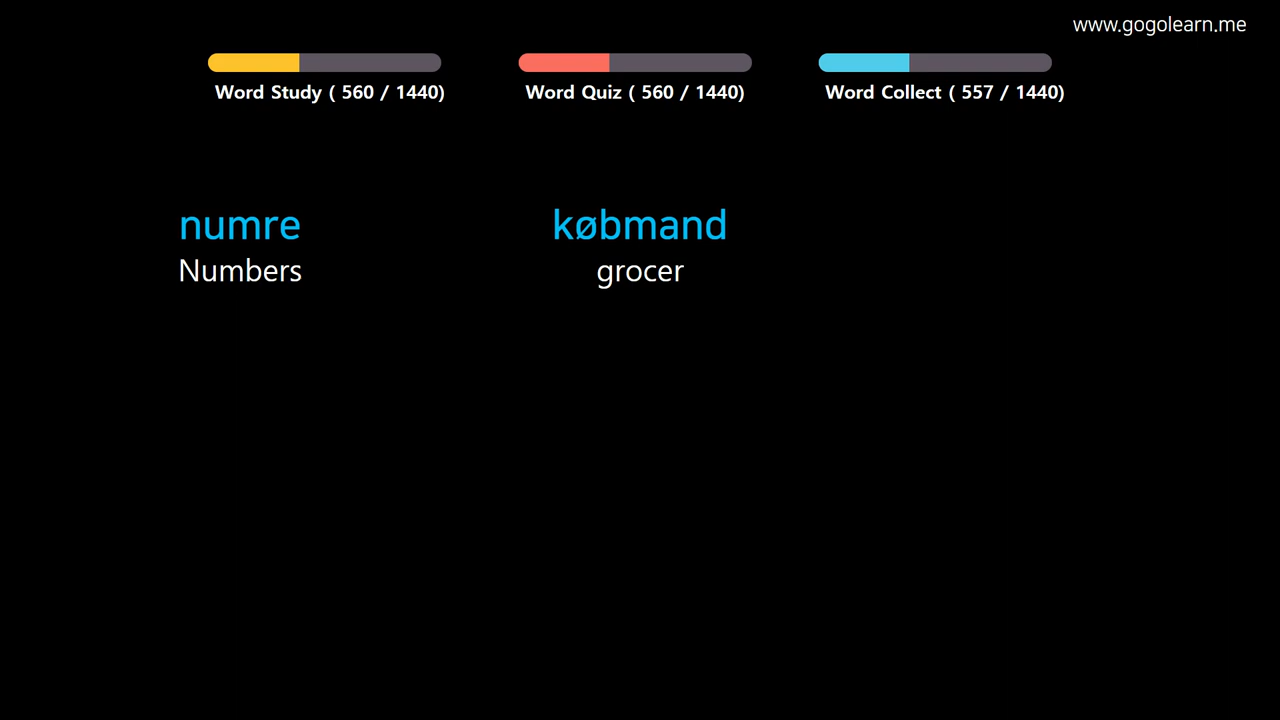 www.gogolearn.me
Word Study ( 560 / 1440)
Word Quiz ( 560 / 1440)
Word Collect ( 557 / 1440)
numre
Numbers
købmand
grocer